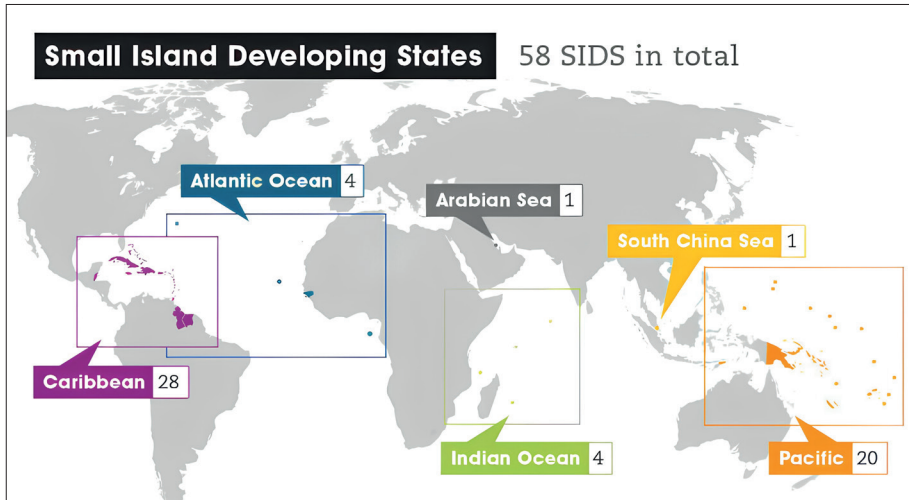 Small Island Developing States 58 SIDS in total
Atlantic Ocean 4
Arabian Sea 1
South China Sea 1
Caribbean 28
Indian Ocean 4
Pacific 20